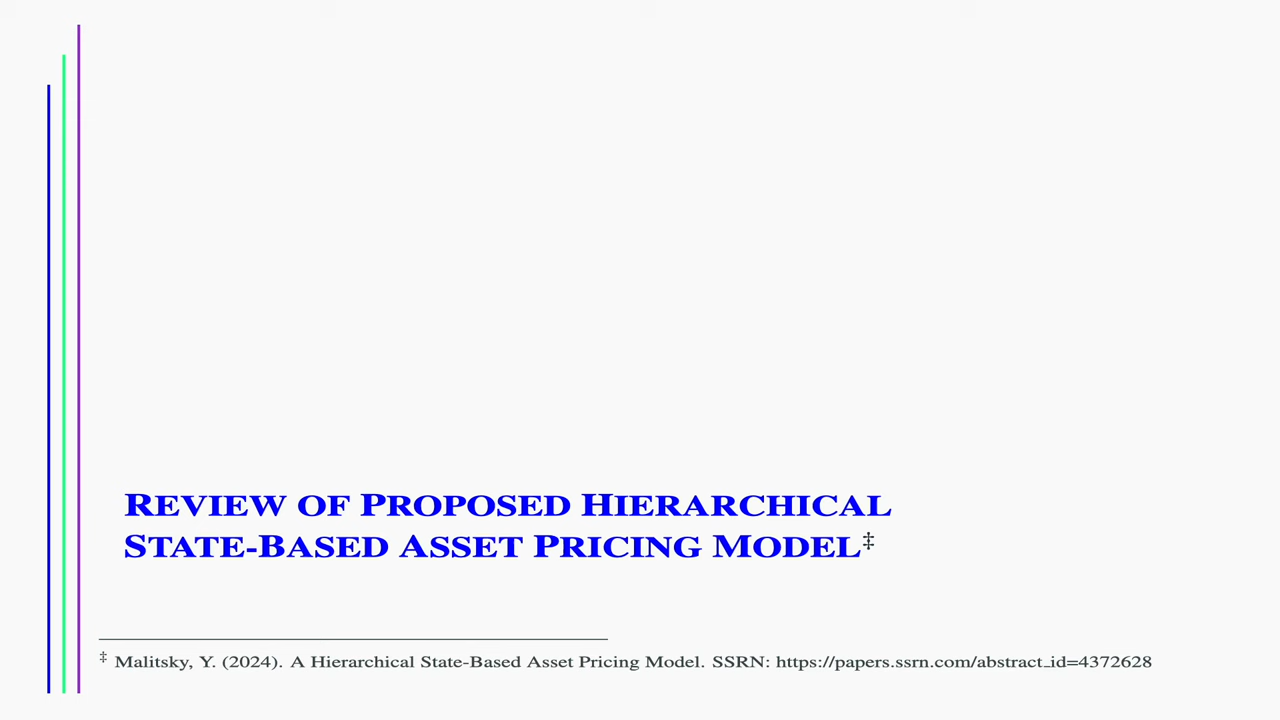 REVIEW OF PROPOSED HIERARCHICAL
STATE-BASED ASSET PRICING MODEL‡
‡ Malitsky, Y. (2024). A Hierarchical State-Based Asset Pricing Model. SSRN: https://papers.ssrn.com/abstract_id=4372628